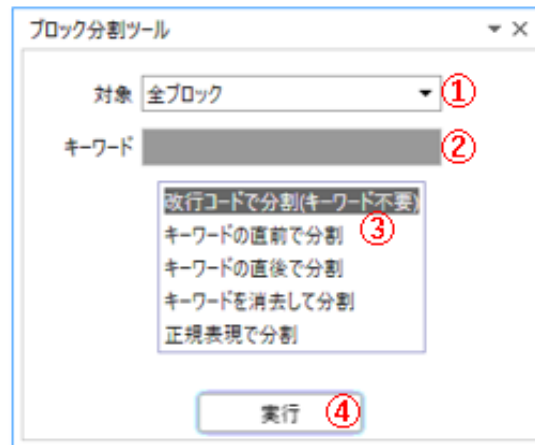 ブロック分割ツール
対象 全ブロック ①
キーワード ②
改行コードで分割(キーワード不要)
キーワードの直前で分割 ③
キーワードの直後で分割
キーワードを消去して分割
正規表現で分割
実行 ④